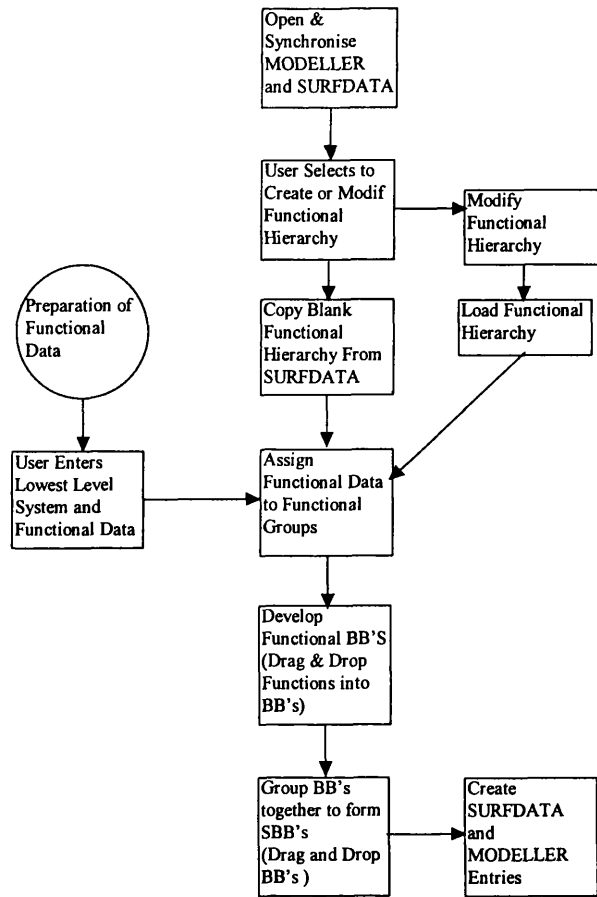 Open &
Synchronise
MODELLER
and SURFDATA
User Selects to
Create or Modif
Functional
Hierarchy
Modify
Functional
Hierarchy
Preparation of
Functional
Data
Copy Blank
Functional
Hierarchy From
SURFDATA
Load Functional
Hierarchy
User Enters
Lowest Level
System and
Functional Data
Assign
Functional Data
to Functional
Groups
Develop
Functional BB'S
(Drag & Drop
Functions into
BB's)
Group BB's
together to form
SBB's
(Drag and Drop
BB's )
Create
SURFDATA
and
MODELLER
Entries